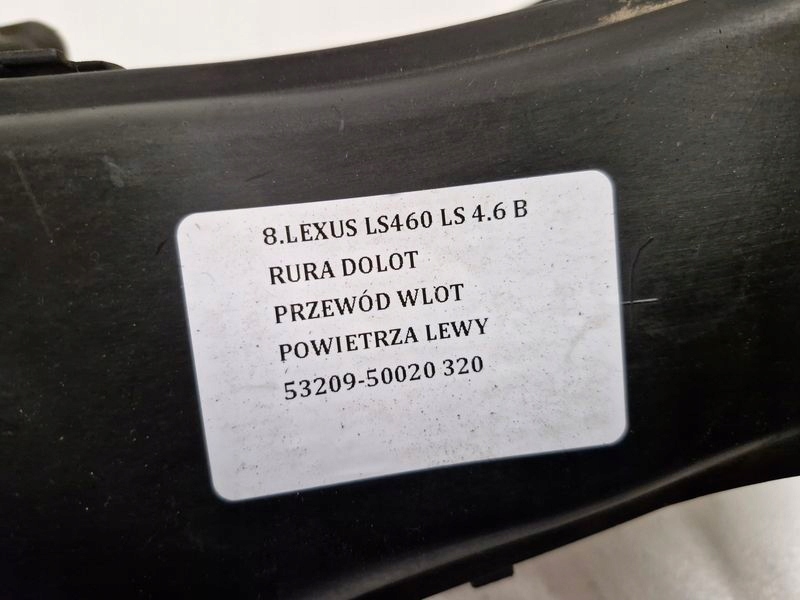 8.LEXUS LS460 LS 4.6 B
RURA DOLOT
PRZEWÓD WLOT
POWIETRZA LEWY
53209-50020 320